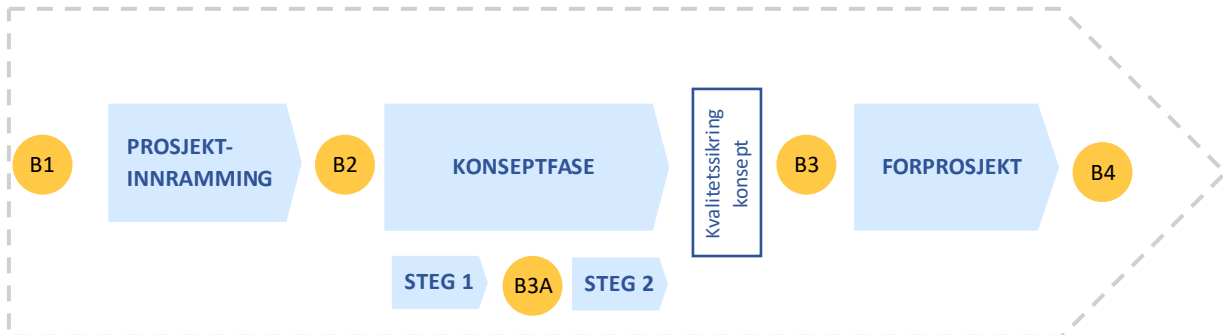 B1
PROSJEKT-
INNRAMMING
B2
KONSEPTFASE
Kvalitetssikring
konsept
B3
FORPROSJEKT
B4
STEG 1
B3A
STEG 2